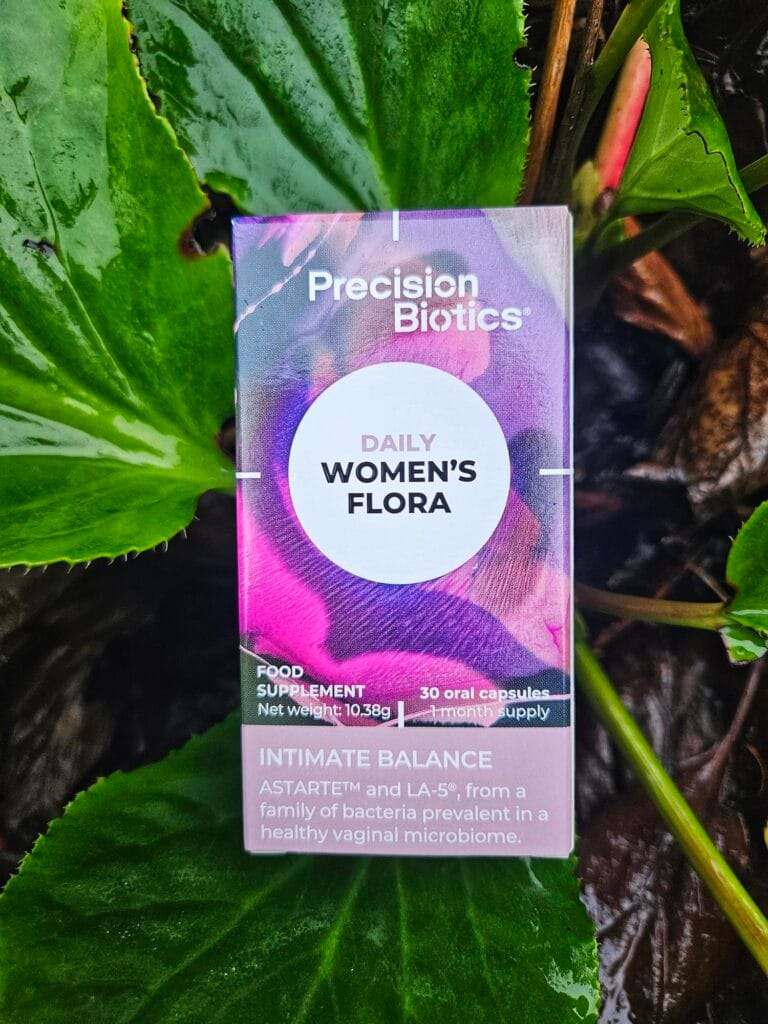 Precision
Biotics®
DAILY
WOMEN'S
FLORA
FOOD
SUPPLEMENT
Net weight: 10.38g
30 oral capsules
1 month supply
INTIMATE BALANCE
ASTARTE™ and LA-5®, from a
family of bacteria prevalent in a
healthy vaginal microbiome.